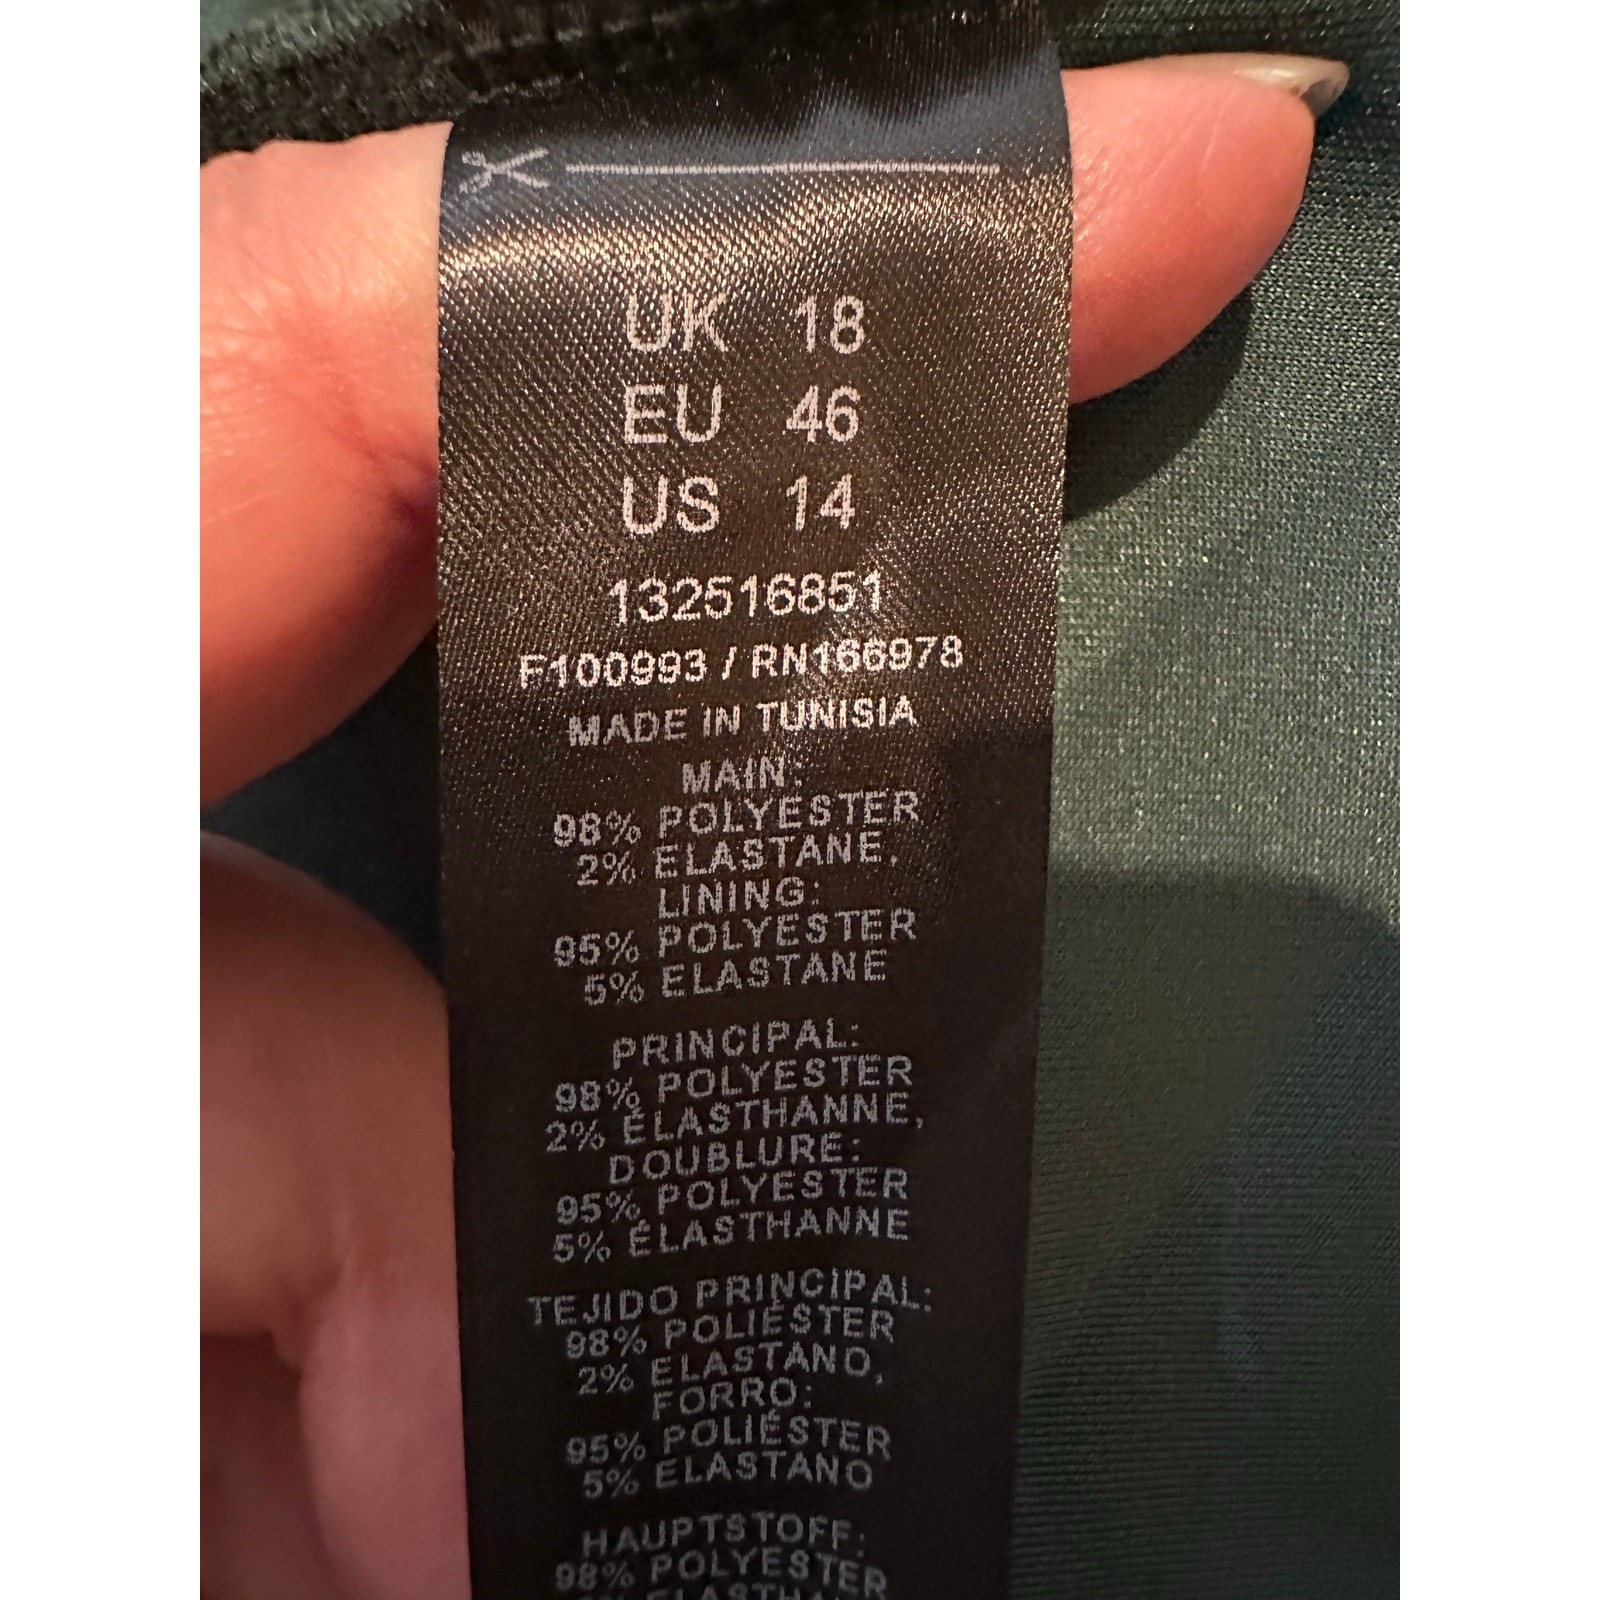 UK 18
EU 46
US 14
132516851
F100993 / RN166978
MADE IN TUNISIA
MAIN:
98% POLYESTER
2% ELASTANE,
LINING:
95% POLYESTER
5% ELASTANE
PRINCIPAL:
98% POLYESTER
2% ÉLASTHANNE,
DOUBLURE:
95% POLYESTER
5% ÉLASTHANNE
TEJIDO PRINCIPAL:
98% POLIÉSTER
2% ELASTANO,
FORRO:
95% POLIÉSTER
5% ELASTANO
HAUPTSTOFF:
98% POLYESTER